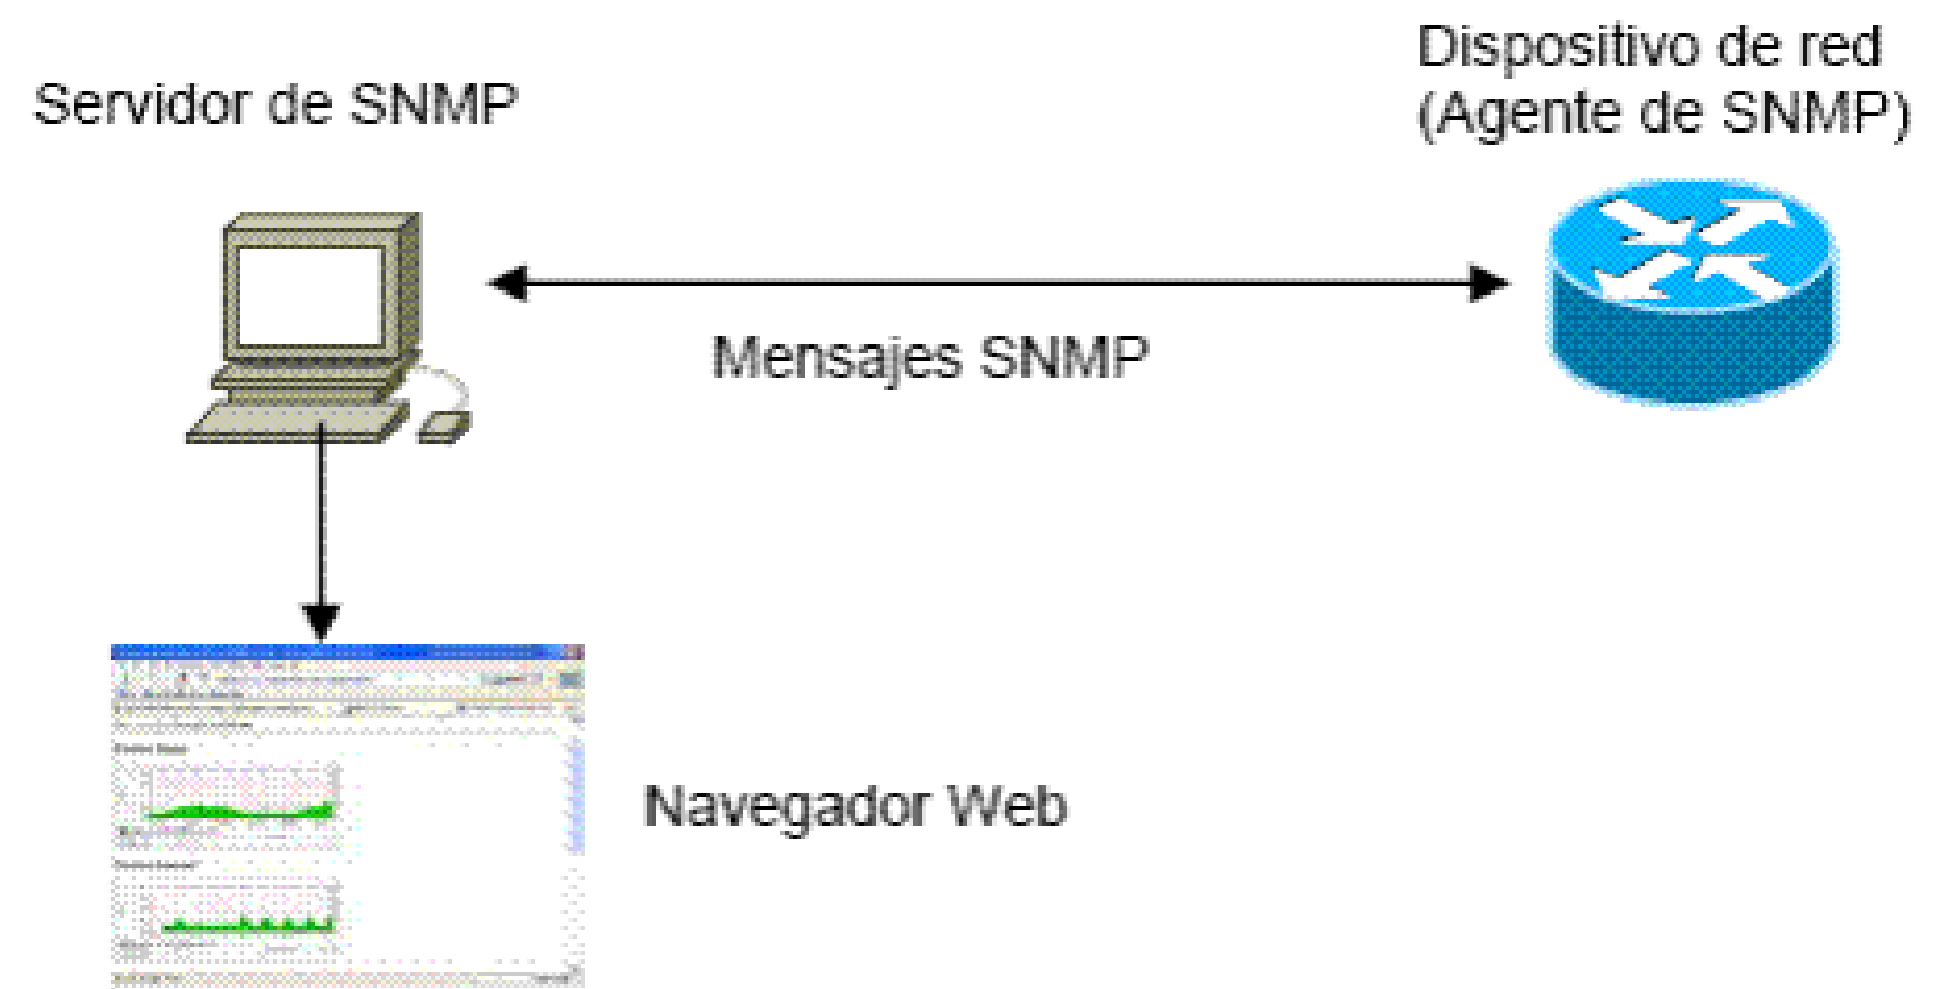 Servidor de SNMP
Dispositivo de red
(Agente de SNMP)
Mensajes SNMP
Navegador Web